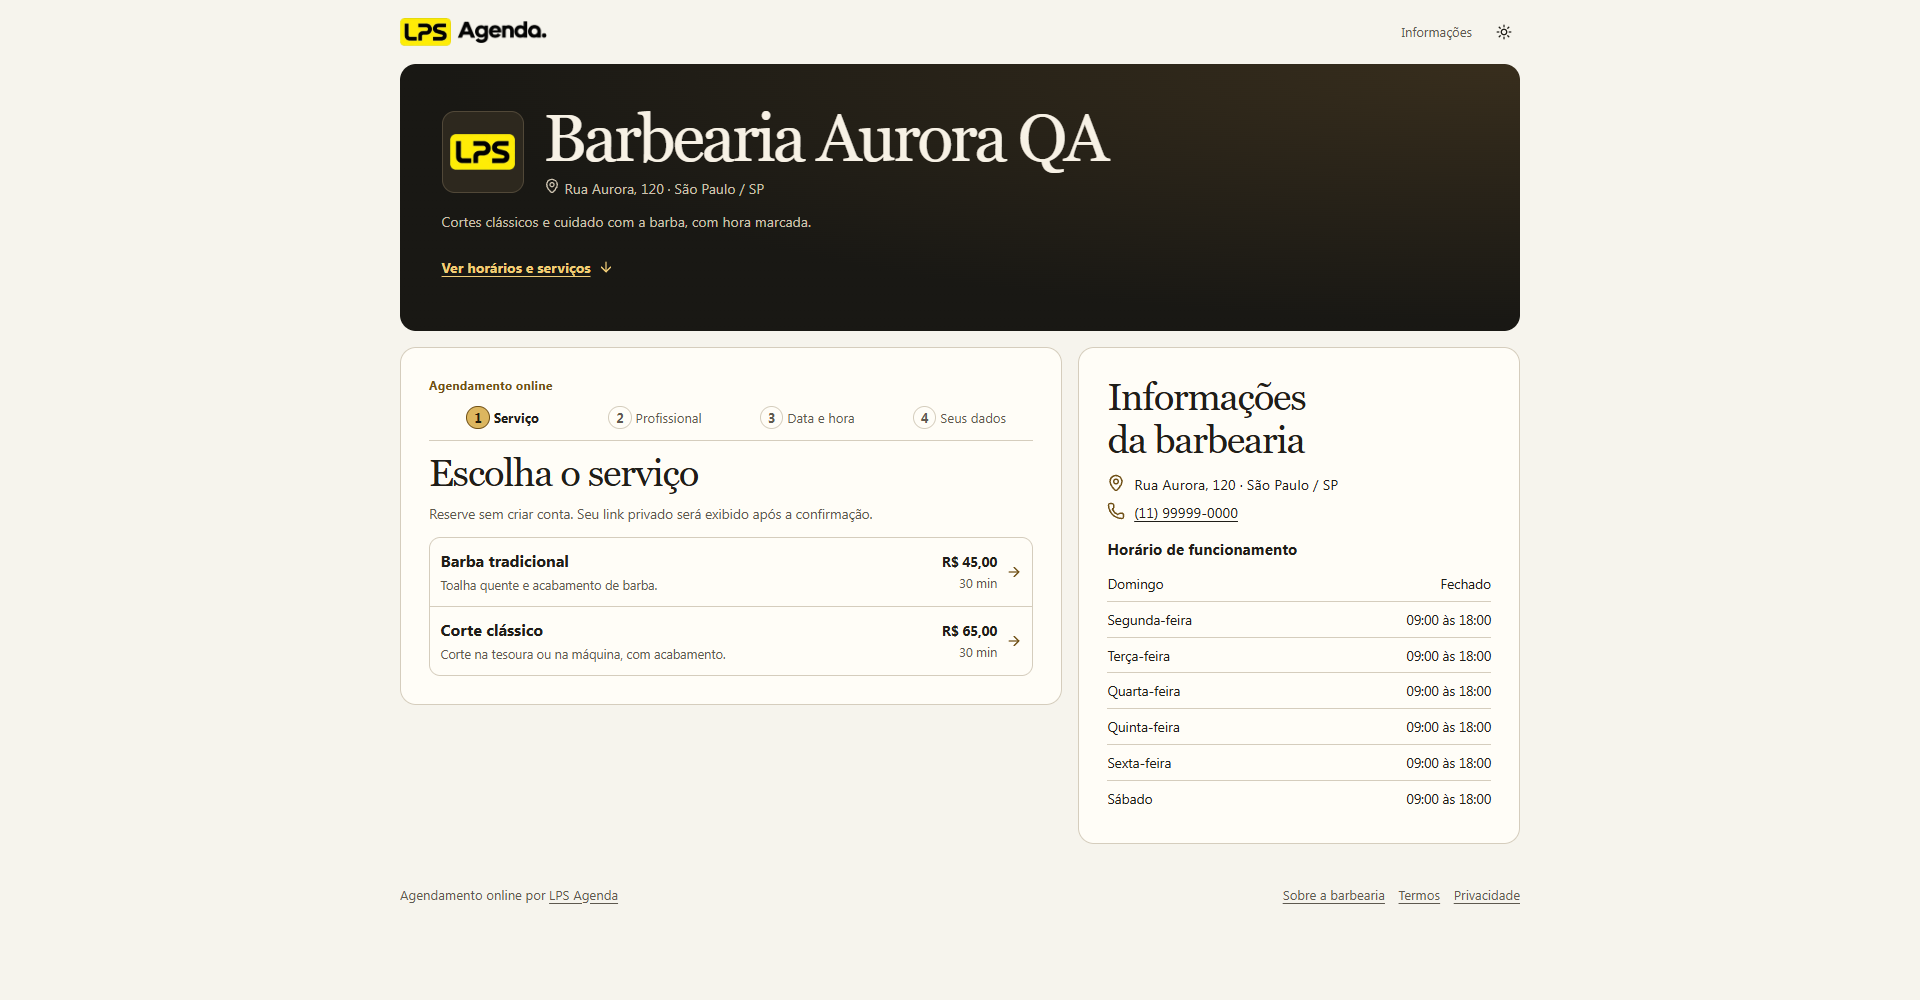 LPS Agenda.
Informações
LPS
Barbearia Aurora QA
Rua Aurora, 120 · São Paulo / SP
Cortes clássicos e cuidado com a barba, com hora marcada.
Ver horários e serviços
Agendamento online
1 Serviço
2 Profissional
3 Data e hora
4 Seus dados
Escolha o serviço
Reserve sem criar conta. Seu link privado será exibido após a confirmação.
Barba tradicional
R$ 45,00
Toalha quente e acabamento de barba.
30 min
Corte clássico
R$ 65,00
Corte na tesoura ou na máquina, com acabamento.
30 min
Informações
da barbearia
Rua Aurora, 120 · São Paulo / SP
(11) 99999-0000
Horário de funcionamento
Domingo Fechado
Segunda-feira 09:00 às 18:00
Terça-feira 09:00 às 18:00
Quarta-feira 09:00 às 18:00
Quinta-feira 09:00 às 18:00
Sexta-feira 09:00 às 18:00
Sábado 09:00 às 18:00
Agendamento online por LPS Agenda
Sobre a barbearia
Termos
Privacidade